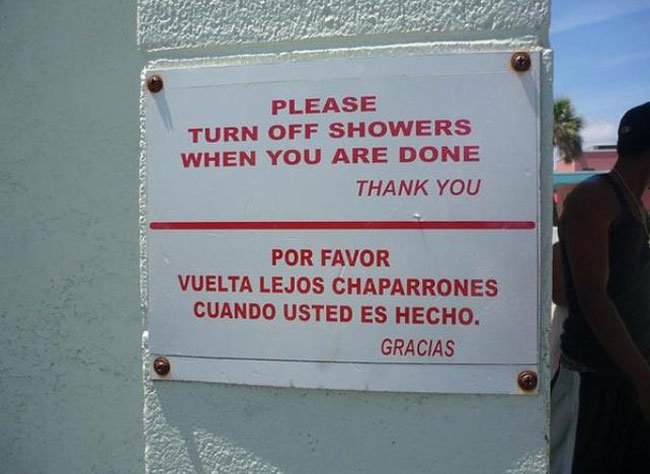 PLEASE
TURN OFF SHOWERS
WHEN YOU ARE DONE
THANK YOU
POR FAVOR
VUELTA LEJOS CHAPARRONES
CUANDO USTED ES HECHO.
GRACIAS